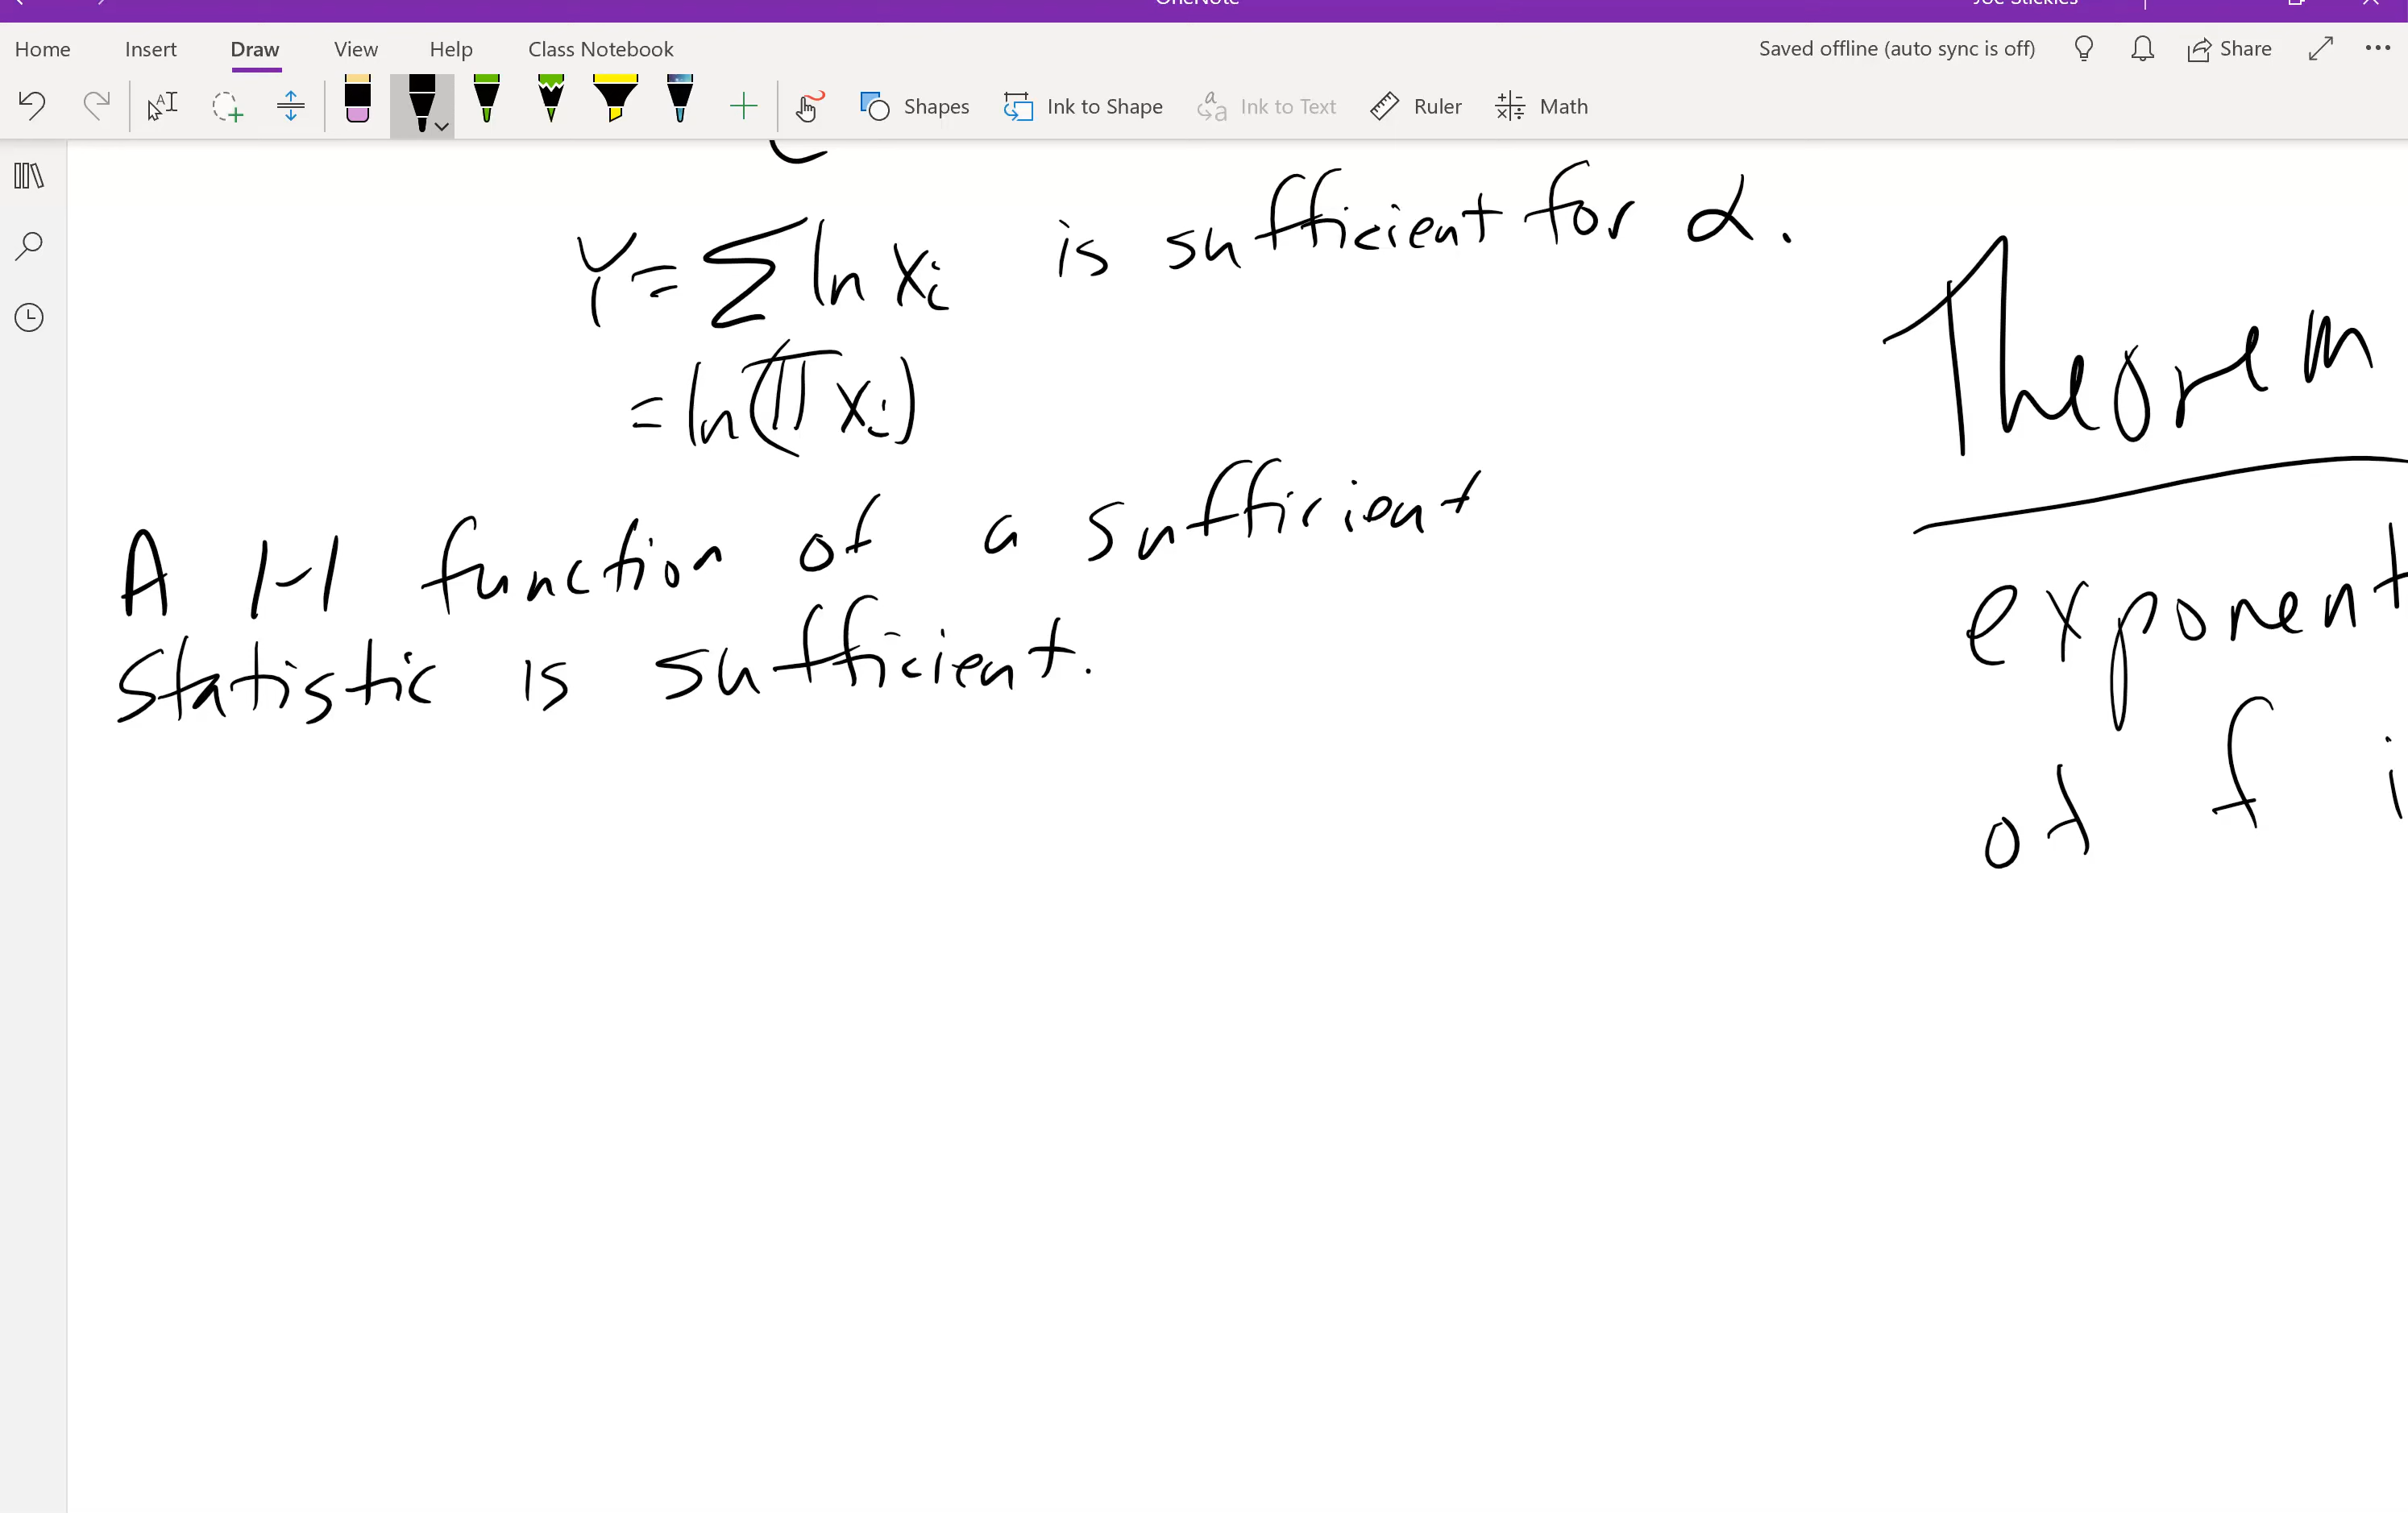 Home Insert Draw View Help Class Notebook Saved offline (auto sync is off) Share
Shapes Ink to Shape Ink to Text Ruler Math
Y = Σ ln xᵢ is sufficient for α.
= ln(Π xᵢ)
A 1-1 function of a sufficient
statistic is sufficient.
Theorem
exponent
of f i